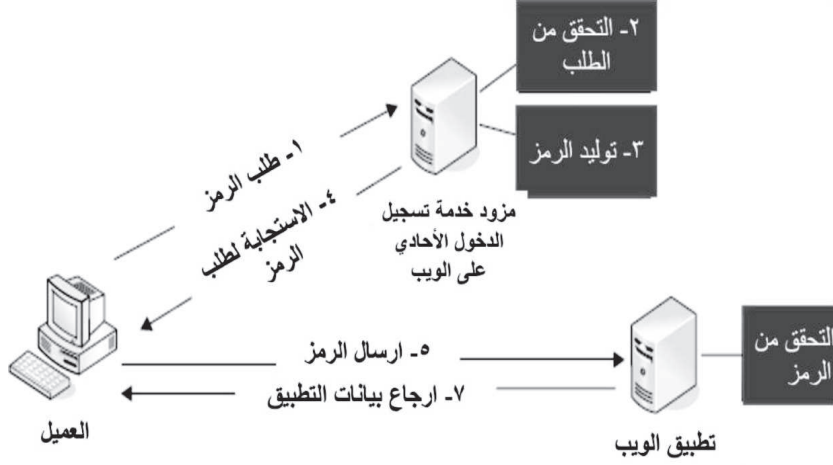 ٢- التحقق من
الطلب
٣- توليد الرمز
١- طلب الرمز
٤- الاستجابة لطلب
الرمز
مزود خدمة تسجيل
الدخول الأحادي
على الويب
التحقق من
الرمز
٥- ارسال الرمز
٧- ارجاع بيانات التطبيق
العميل
تطبيق الويب